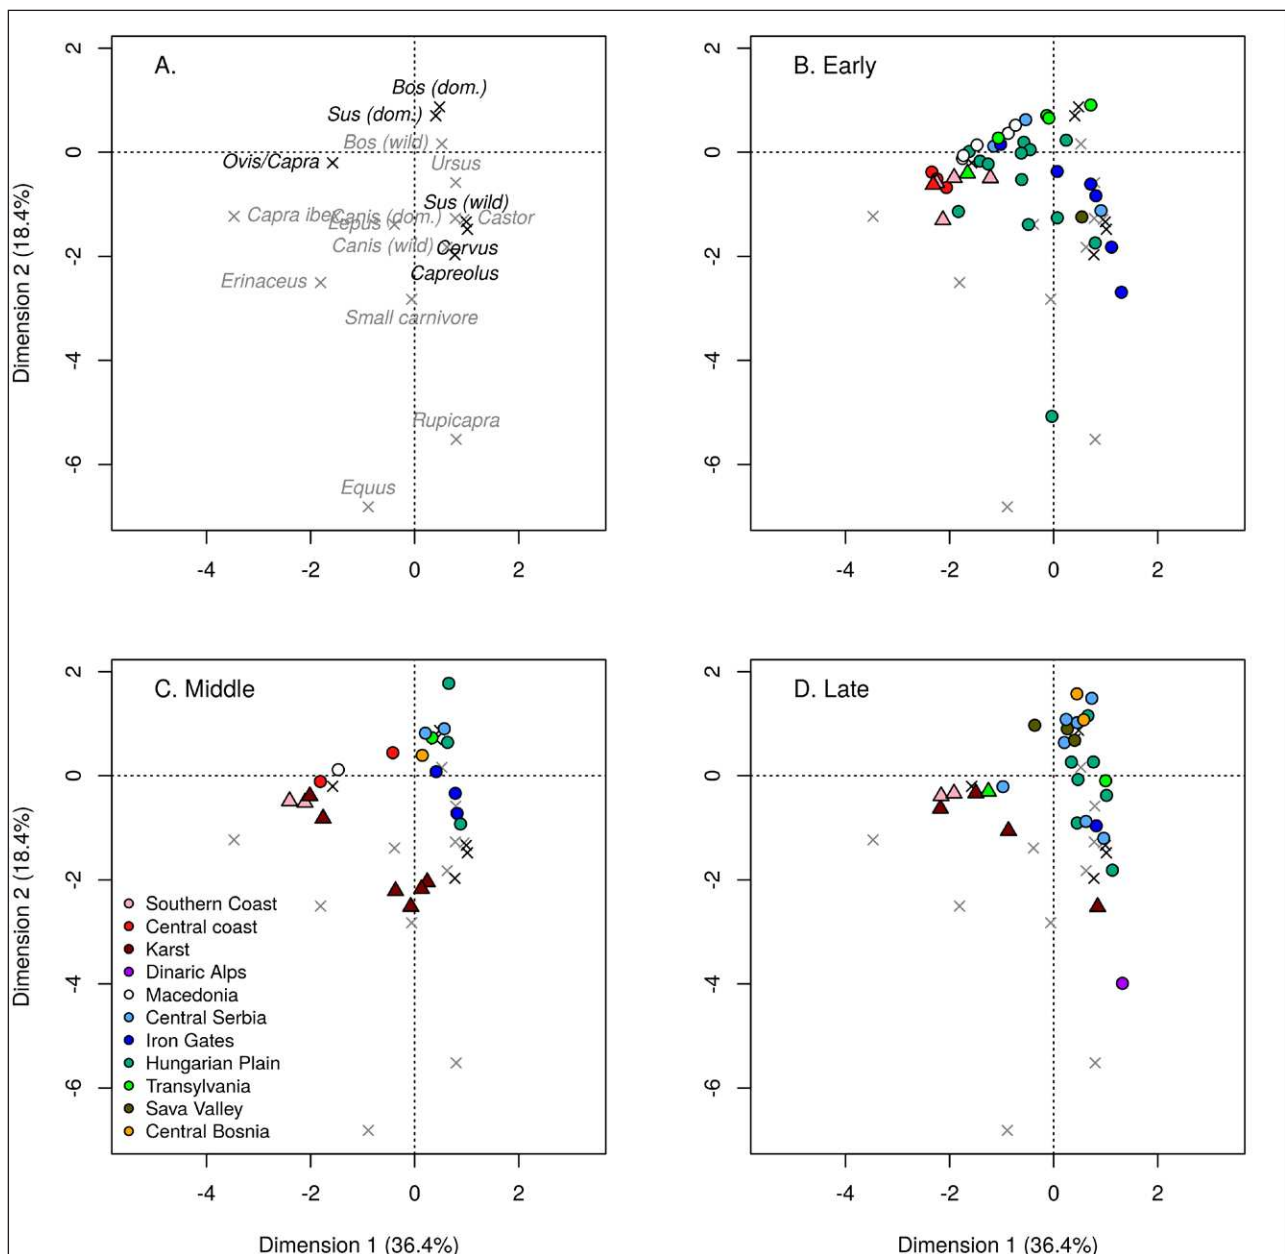 A.
Bos (dom.)
Sus (dom.)
Bos (wild)
Ovis/Capra
Ursus
Sus (wild)
Capra ibex
Canis (dom.)
Castor
Lepus
Canis (wild)
Cervus
Capreolus
Erinaceus
Small carnivore
Rupicapra
Equus
Dimension 2 (18.4%)
2
0
-2
-4
-6
-4
-2
0
2
B. Early
2
0
-2
-4
-6
-4
-2
0
2
C. Middle
Dimension 2 (18.4%)
2
0
-2
-4
-6
Southern Coast
Central coast
Karst
Dinaric Alps
Macedonia
Central Serbia
Iron Gates
Hungarian Plain
Transylvania
Sava Valley
Central Bosnia
-4
-2
0
2
Dimension 1 (36.4%)
D. Late
2
0
-2
-4
-6
-4
-2
0
2
Dimension 1 (36.4%)